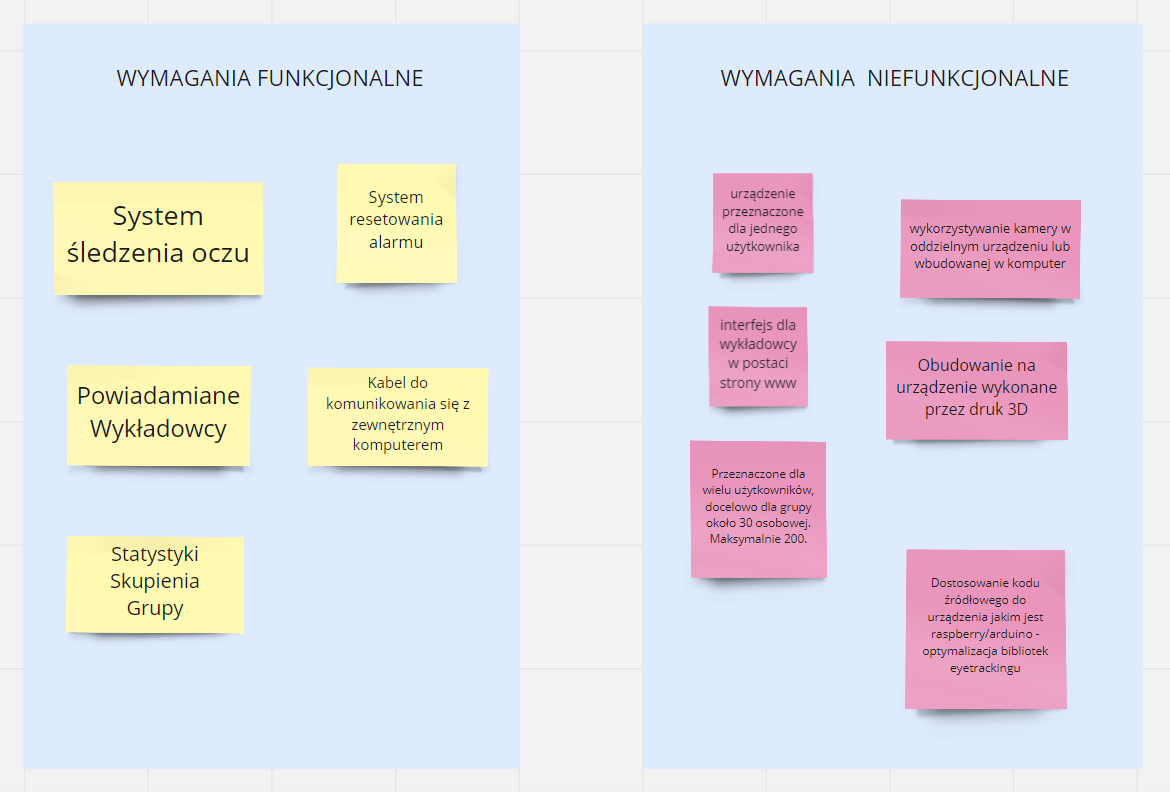 WYMAGANIA FUNKCJONALNE
System
śledzenia oczu
System
resetowania
alarmu
Powiadamiane
Wykładowcy
Kabel do
komunikowania się z
zewnętrznym
komputerem
Statystyki
Skupienia
Grupy
WYMAGANIA  NIEFUNKCJONALNE
urządzenie
przeznaczone
dla jednego
użytkownika
wykorzystywanie kamery w
oddzielnym urządzeniu lub
wbudowanej w komputer
interfejs dla
wykładowcy
w postaci
strony www
Obudowanie na
urządzenie wykonane
przez druk 3D
Przeznaczone dla
wielu użytkowników,
docelowo dla grupy
około 30 osobowej.
Maksymalnie 200.
Dostosowanie kodu
źródłowego do
urządzenia jakim jest
raspberry/arduino -
optymalizacja bibliotek
eyetrackingu